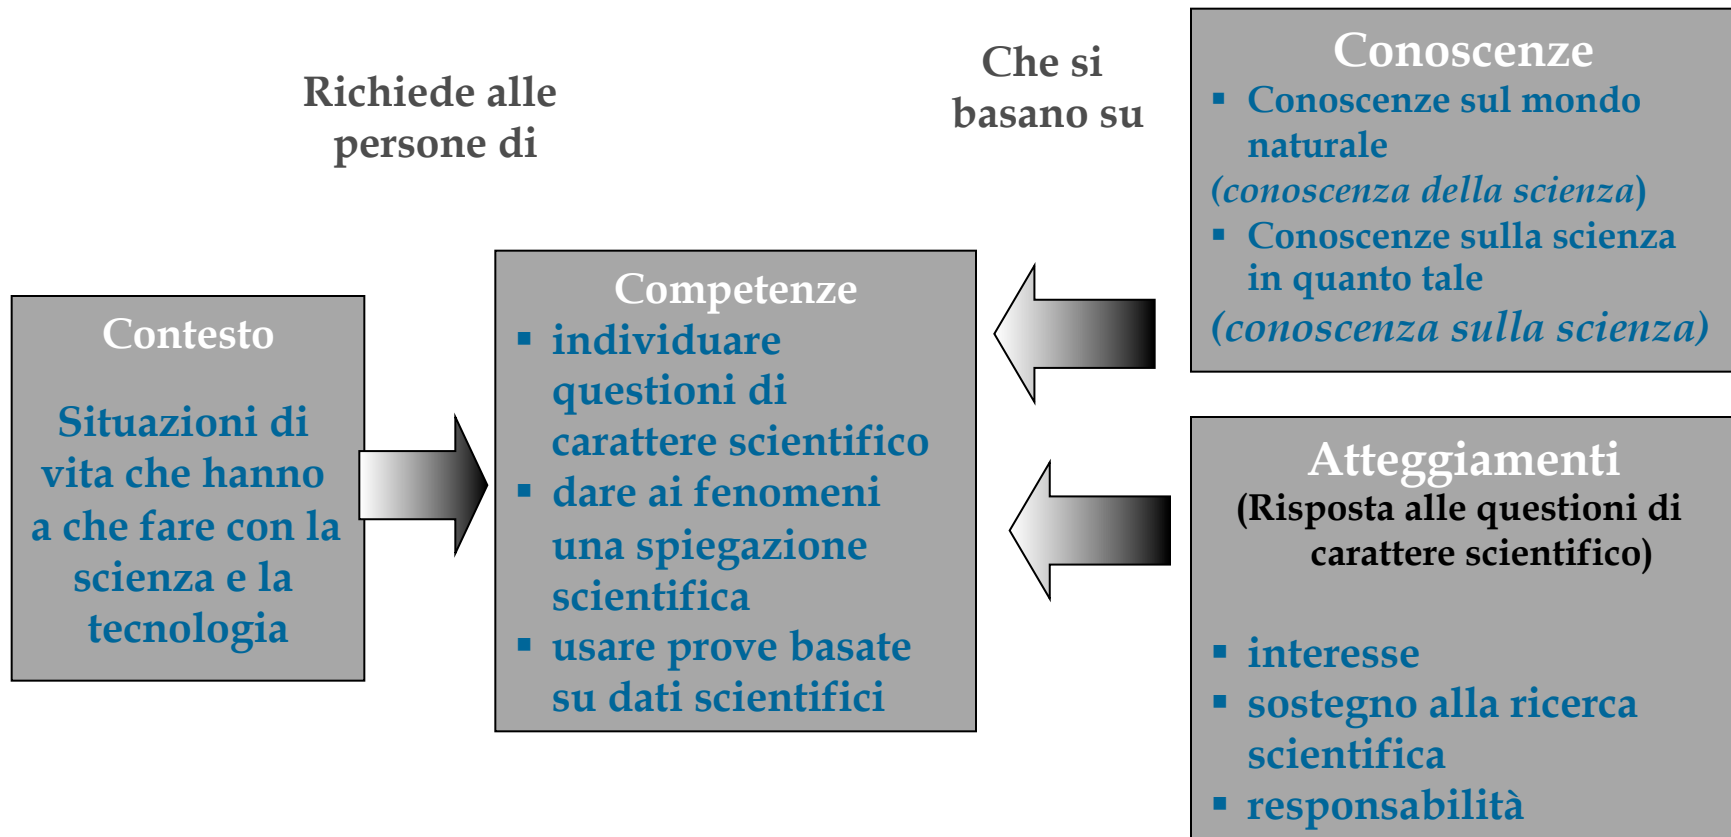 Richiede alle
persone di
Che si
basano su
Contesto
Situazioni di
vita che hanno
a che fare con la
scienza e la
tecnologia
Competenze
▪ individuare
questioni di
carattere scientifico
▪ dare ai fenomeni
una spiegazione
scientifica
▪ usare prove basate
su dati scientifici
Conoscenze
▪ Conoscenze sul mondo
naturale
(conoscenza della scienza)
▪ Conoscenze sulla scienza
in quanto tale
(conoscenza sulla scienza)
Atteggiamenti
(Risposta alle questioni di
carattere scientifico)
▪ interesse
▪ sostegno alla ricerca
scientifica
▪ responsabilità